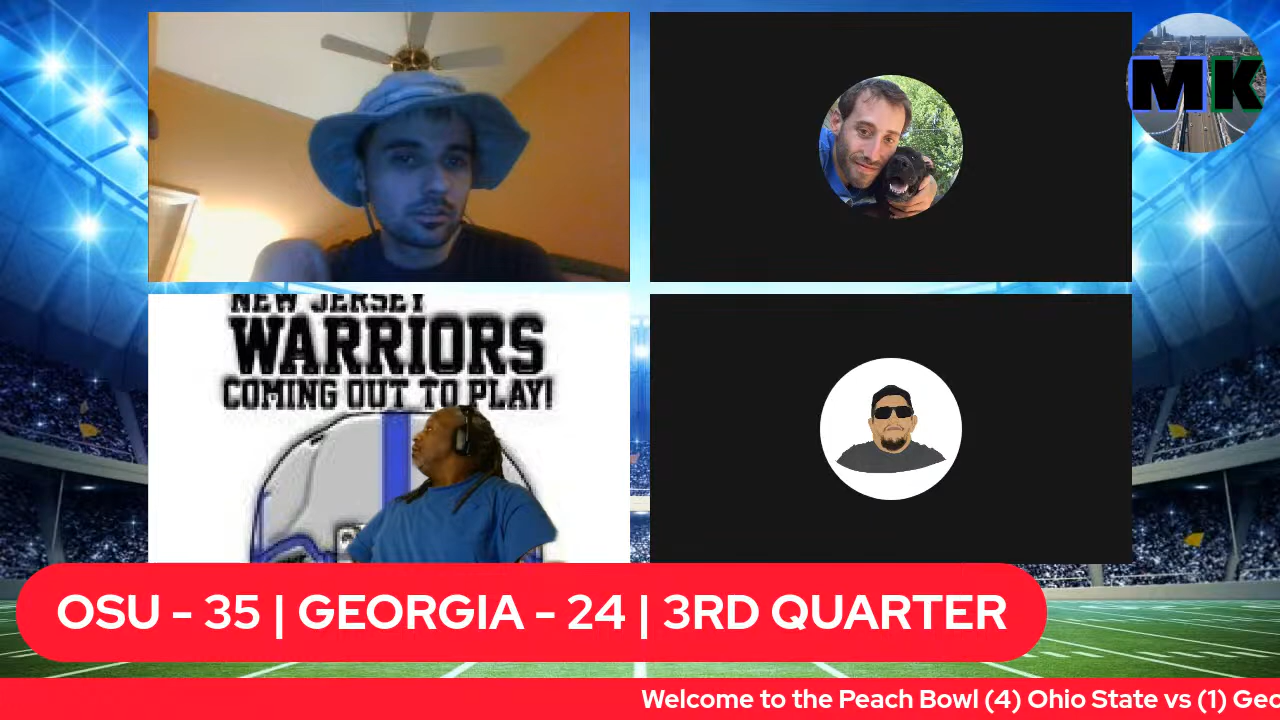 MK
NEW JERSEY
WARRIORS
COMING OUT TO PLAY!
OSU - 35 | GEORGIA - 24 | 3RD QUARTER
Welcome to the Peach Bowl (4) Ohio State vs (1) Geo